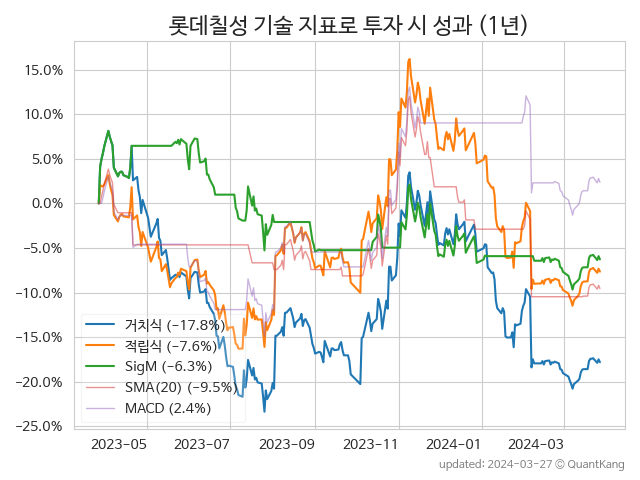 롯데칠성 기술 지표로 투자 시 성과 (1년)
15.0%
10.0%
5.0%
0.0%
−5.0%
−10.0%
−15.0%
−20.0%
−25.0%
거치식 (−17.8%)
적립식 (−7.6%)
SigM (−6.3%)
SMA(20) (−9.5%)
MACD (2.4%)
2023-05 2023-07 2023-09 2023-11 2024-01 2024-03
updated: 2024-03-27 © QuantKang